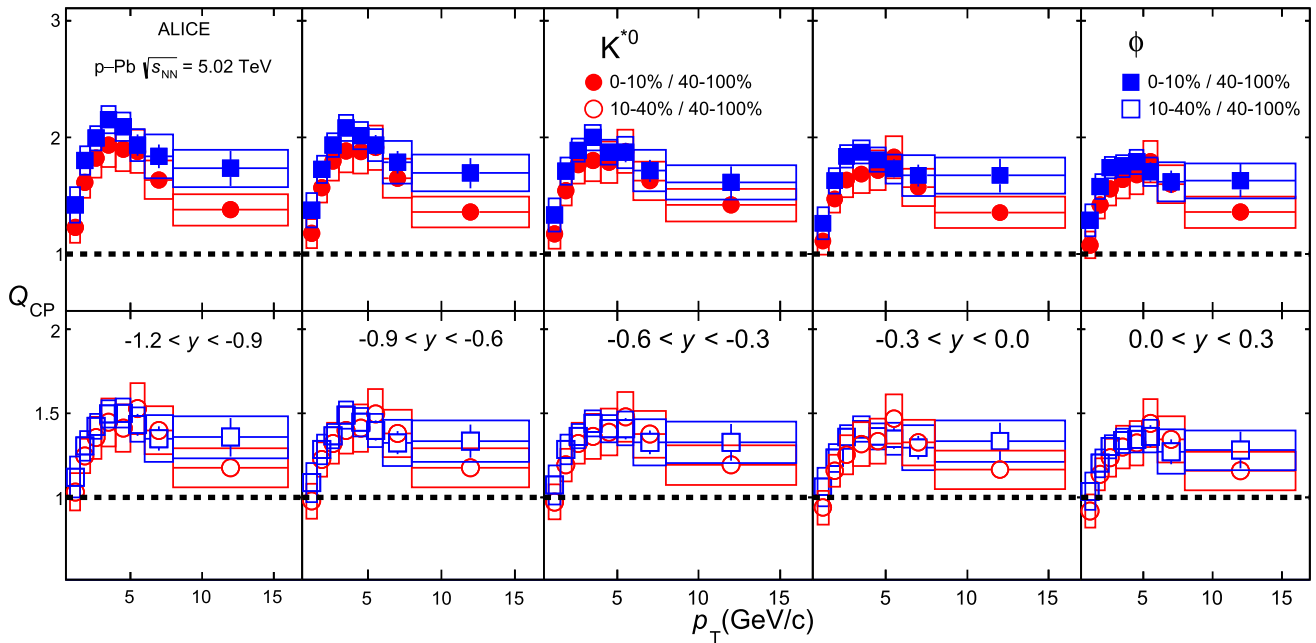 3
2
1
ALICE
p–Pb √s_NN = 5.02 TeV
K*0
0-10% / 40-100%
10-40% / 40-100%
ϕ
0-10% / 40-100%
10-40% / 40-100%
Q_CP
2
1.5
1
-1.2 < y < -0.9
-0.9 < y < -0.6
-0.6 < y < -0.3
-0.3 < y < 0.0
0.0 < y < 0.3
5 10 15 5 10 15 5 10 15 5 10 15 5 10 15
p_T(GeV/c)